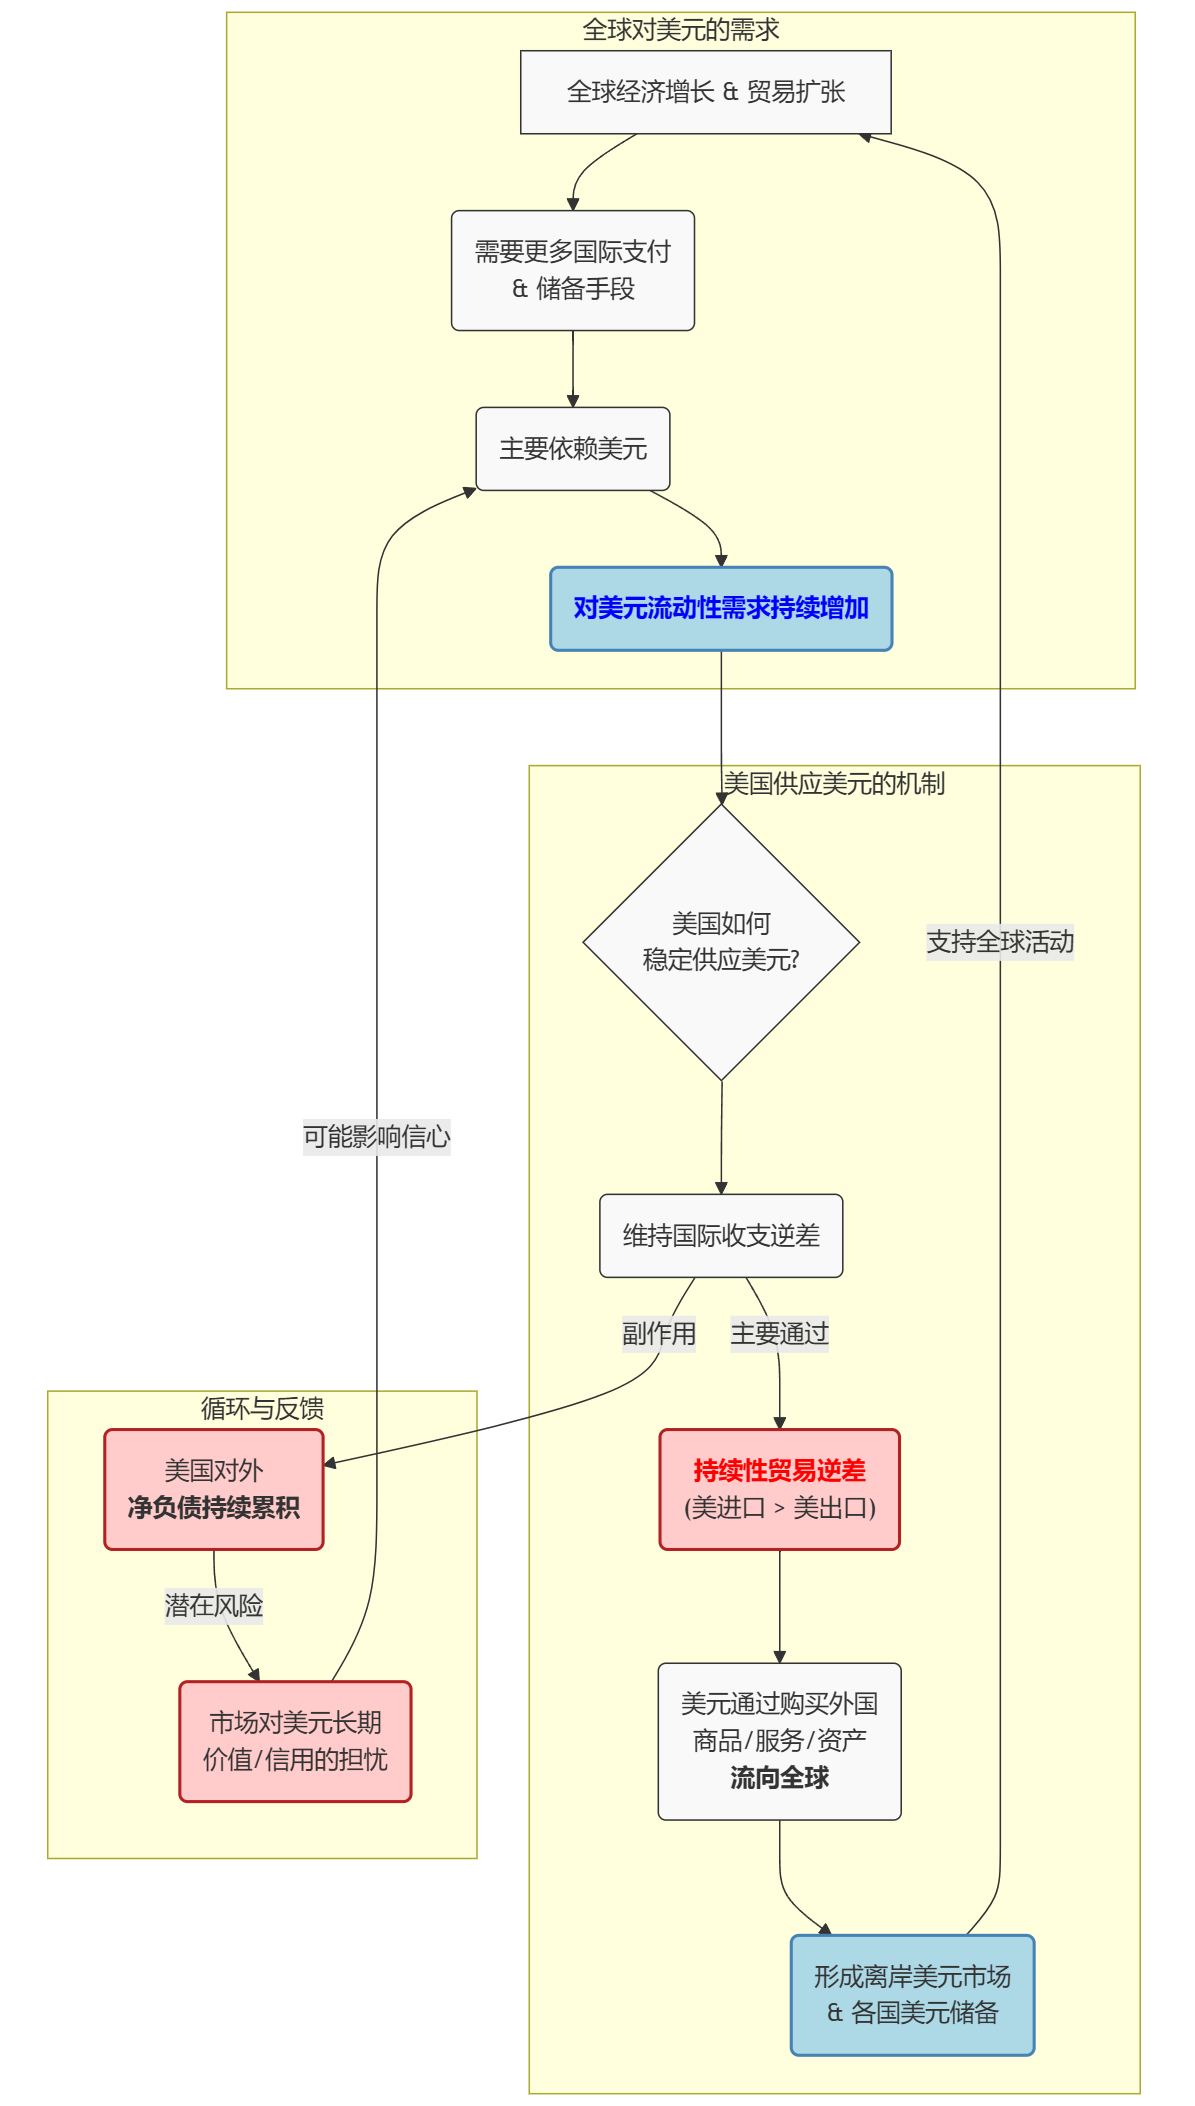 全球对美元的需求
全球经济增长 & 贸易扩张
需要更多国际支付
& 储备手段
主要依赖美元
对美元流动性需求持续增加
美国供应美元的机制
美国如何
稳定供应美元?
支持全球活动
可能影响信心
维持国际收支逆差
副作用
主要通过
循环与反馈
美国对外
净负债持续累积
持续性贸易逆差
(美进口 > 美出口)
潜在风险
市场对美元长期
价值/信用的担忧
美元通过购买外国
商品/服务/资产
流向全球
形成离岸美元市场
& 各国美元储备